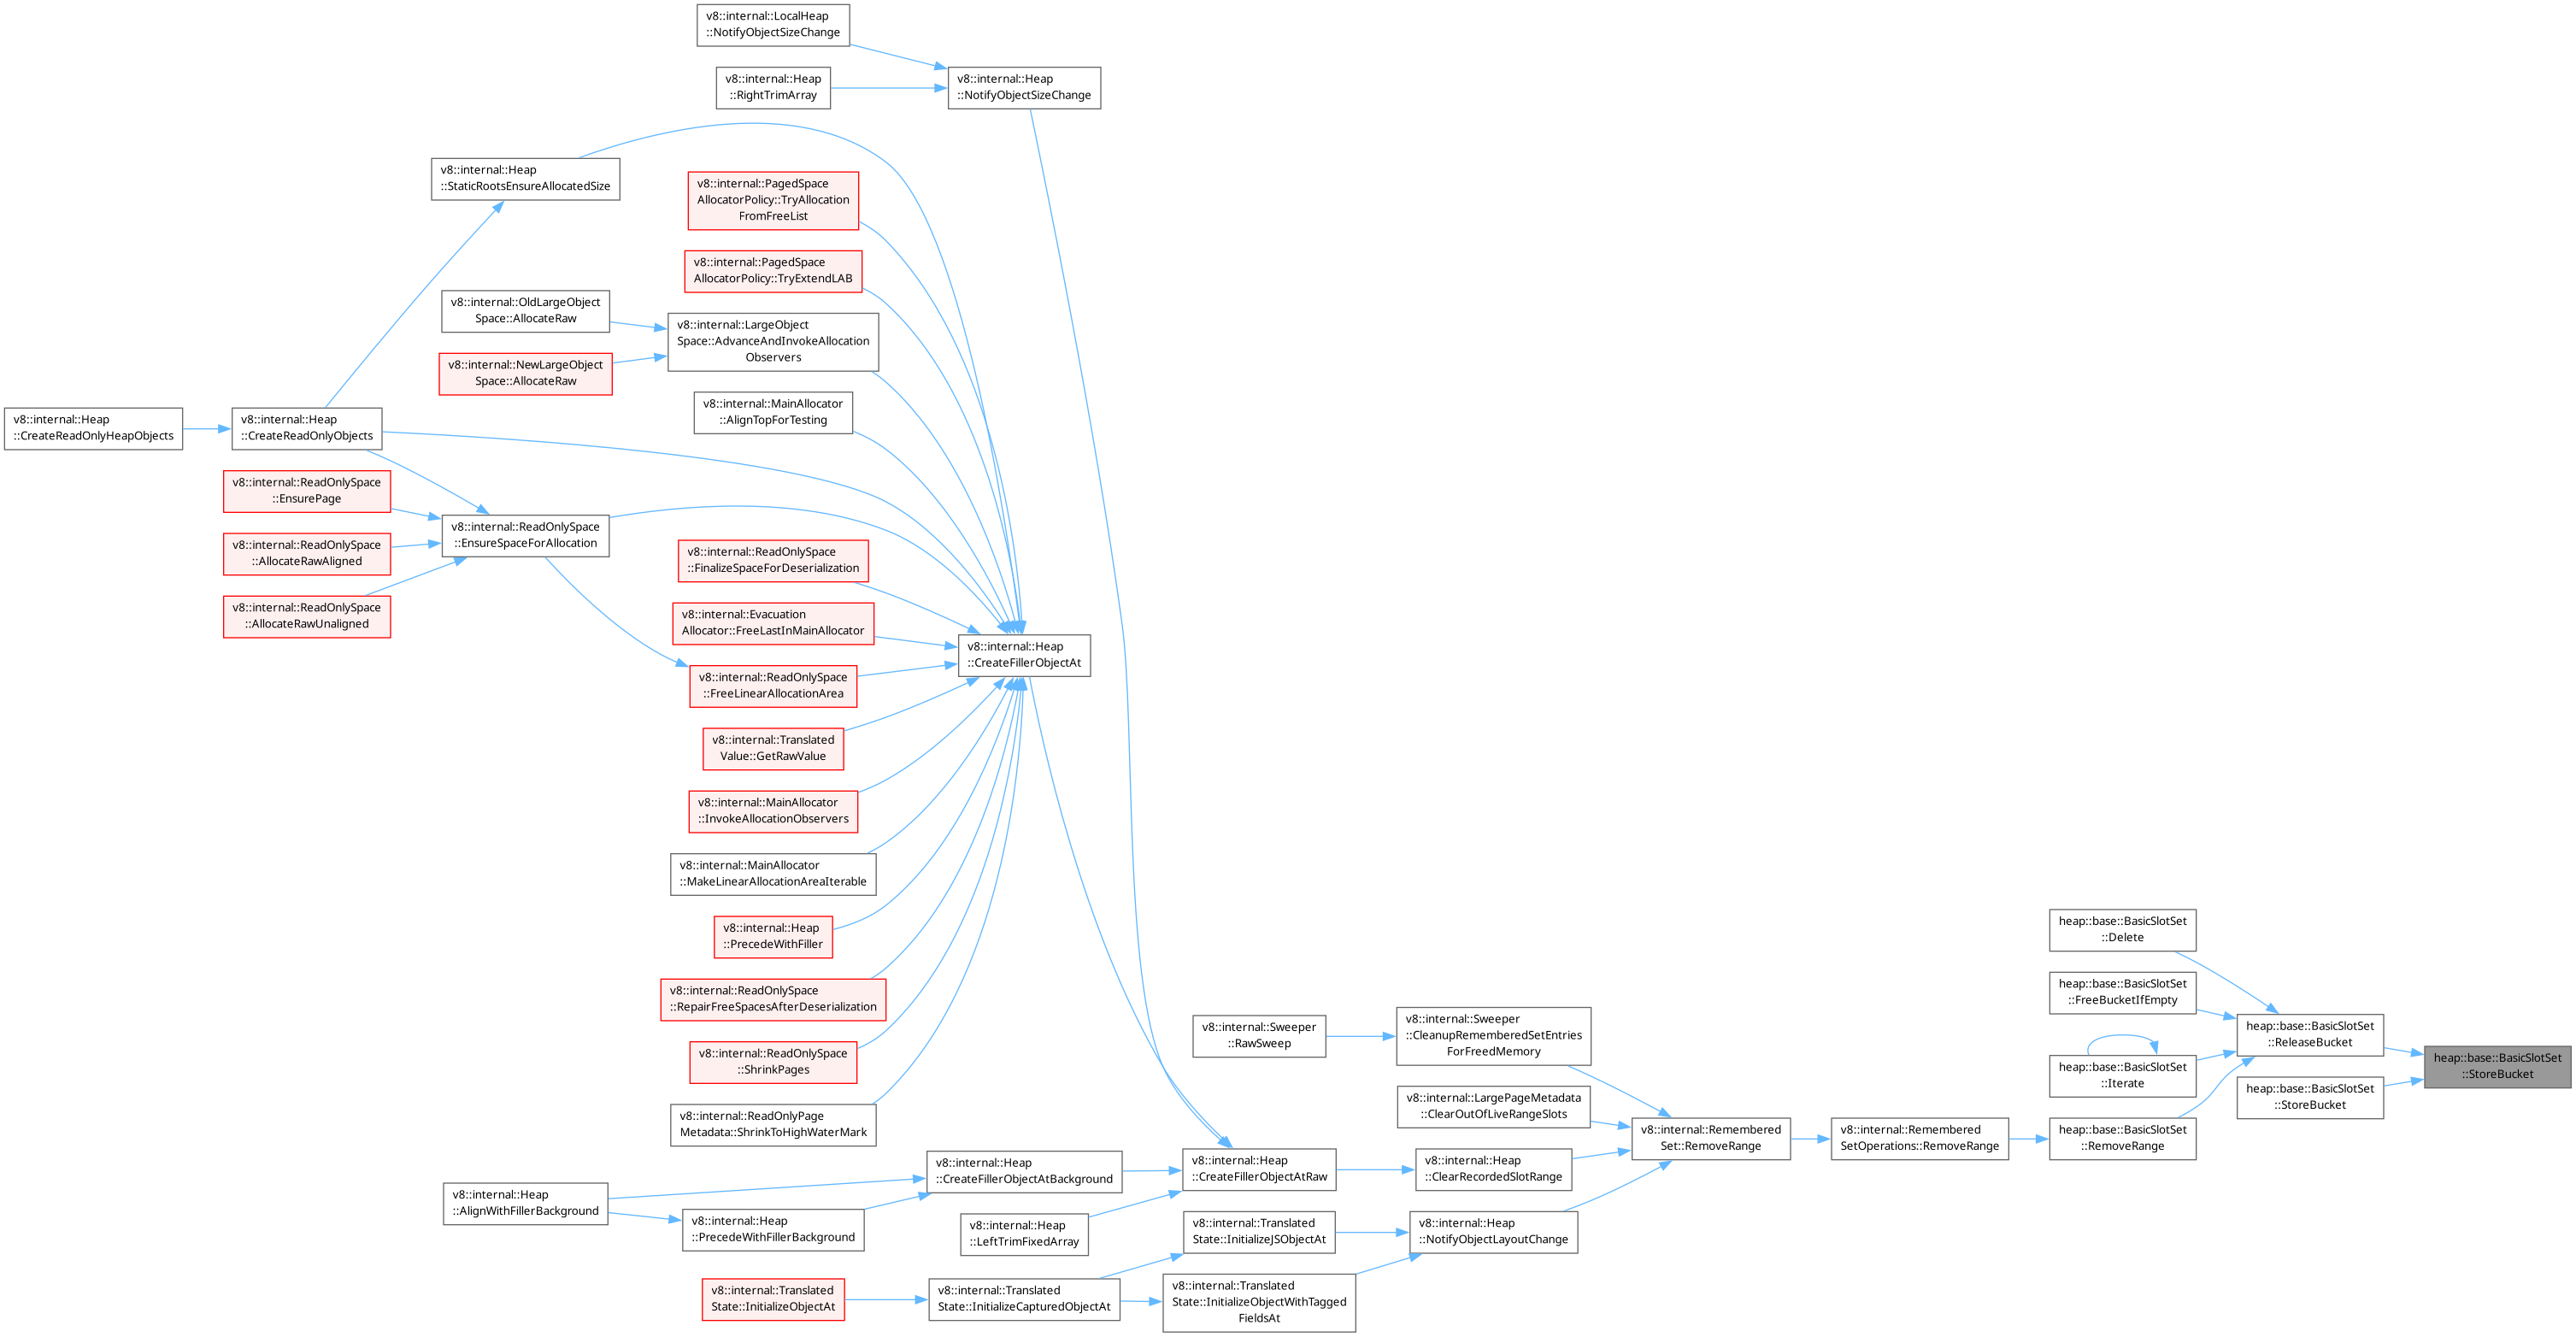 v8::internal::LocalHeap
::NotifyObjectSizeChange
v8::internal::Heap
::RightTrimArray
v8::internal::Heap
::NotifyObjectSizeChange
v8::internal::Heap
::StaticRootsEnsureAllocatedSize
v8::internal::PagedSpace
AllocatorPolicy::TryAllocation
FromFreeList
v8::internal::PagedSpace
AllocatorPolicy::TryExtendLAB
v8::internal::OldLargeObject
Space::AllocateRaw
v8::internal::LargeObject
Space::AdvanceAndInvokeAllocation
Observers
v8::internal::NewLargeObject
Space::AllocateRaw
v8::internal::MainAllocator
::AlignTopForTesting
v8::internal::Heap
::CreateReadOnlyHeapObjects
v8::internal::Heap
::CreateReadOnlyObjects
v8::internal::ReadOnlySpace
::EnsurePage
v8::internal::ReadOnlySpace
::EnsureSpaceForAllocation
v8::internal::ReadOnlySpace
::AllocateRawAligned
v8::internal::ReadOnlySpace
::AllocateRawUnaligned
v8::internal::ReadOnlySpace
::FinalizeSpaceForDeserialization
v8::internal::Evacuation
Allocator::FreeLastInMainAllocator
v8::internal::Heap
::CreateFillerObjectAt
v8::internal::ReadOnlySpace
::FreeLinearAllocationArea
v8::internal::Translated
Value::GetRawValue
v8::internal::MainAllocator
::InvokeAllocationObservers
v8::internal::MainAllocator
::MakeLinearAllocationAreaIterable
v8::internal::Heap
::PrecedeWithFiller
v8::internal::ReadOnlySpace
::RepairFreeSpacesAfterDeserialization
v8::internal::ReadOnlySpace
::ShrinkPages
v8::internal::ReadOnlyPage
Metadata::ShrinkToHighWaterMark
heap::base::BasicSlotSet
::Delete
heap::base::BasicSlotSet
::FreeBucketIfEmpty
v8::internal::Sweeper
::RawSweep
v8::internal::Sweeper
::CleanupRememberedSetEntries
ForFreedMemory
heap::base::BasicSlotSet
::ReleaseBucket
heap::base::BasicSlotSet
::StoreBucket
heap::base::BasicSlotSet
::Iterate
heap::base::BasicSlotSet
::StoreBucket
v8::internal::LargePageMetadata
::ClearOutOfLiveRangeSlots
v8::internal::Remembered
Set::RemoveRange
v8::internal::Remembered
SetOperations::RemoveRange
heap::base::BasicSlotSet
::RemoveRange
v8::internal::Heap
::CreateFillerObjectAtBackground
v8::internal::Heap
::CreateFillerObjectAtRaw
v8::internal::Heap
::ClearRecordedSlotRange
v8::internal::Heap
::AlignWithFillerBackground
v8::internal::Heap
::PrecedeWithFillerBackground
v8::internal::Heap
::LeftTrimFixedArray
v8::internal::Translated
State::InitializeJSObjectAt
v8::internal::Heap
::NotifyObjectLayoutChange
v8::internal::Translated
State::InitializeObjectAt
v8::internal::Translated
State::InitializeCapturedObjectAt
v8::internal::Translated
State::InitializeObjectWithTagged
FieldsAt